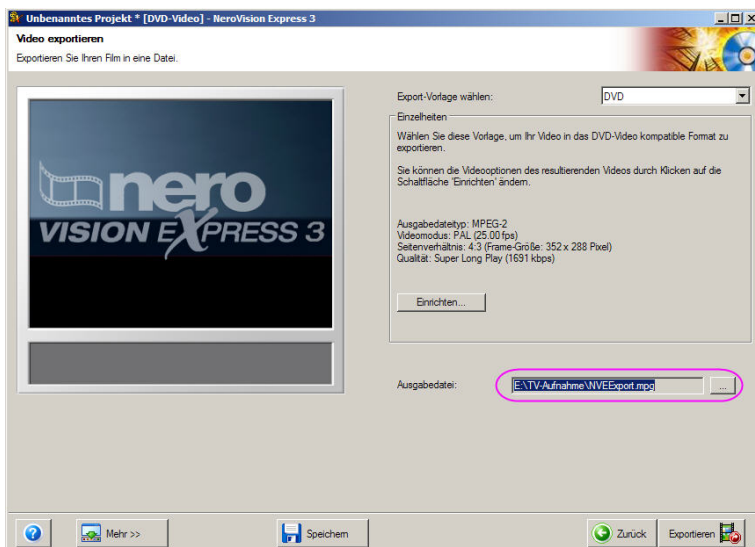 Unbenanntes Projekt * [DVD-Video] - NeroVision Express 3
Video exportieren
Exportieren Sie Ihren Film in eine Datei.
Export-Vorlage wählen:
DVD
Einzelheiten
Wählen Sie diese Vorlage, um Ihr Video in das DVD-Video kompatible Format zu
exportieren.
Sie können die Videooptionen des resultierenden Videos durch Klicken auf die
Schaltfläche 'Einrichten' ändern.
nero
VISION EXPRESS 3
Ausgabedateityp: MPEG-2
Videomodus: PAL (25.00 fps)
Seitenverhältnis: 4:3 (Frame-Größe: 352 x 288 Pixel)
Qualität: Super Long Play (1691 kbps)
Einrichten...
Ausgabedatei:
E:\TV-Aufnahme\NVEExport.mpg
...
?
Mehr >>
Speichern
Zurück
Exportieren